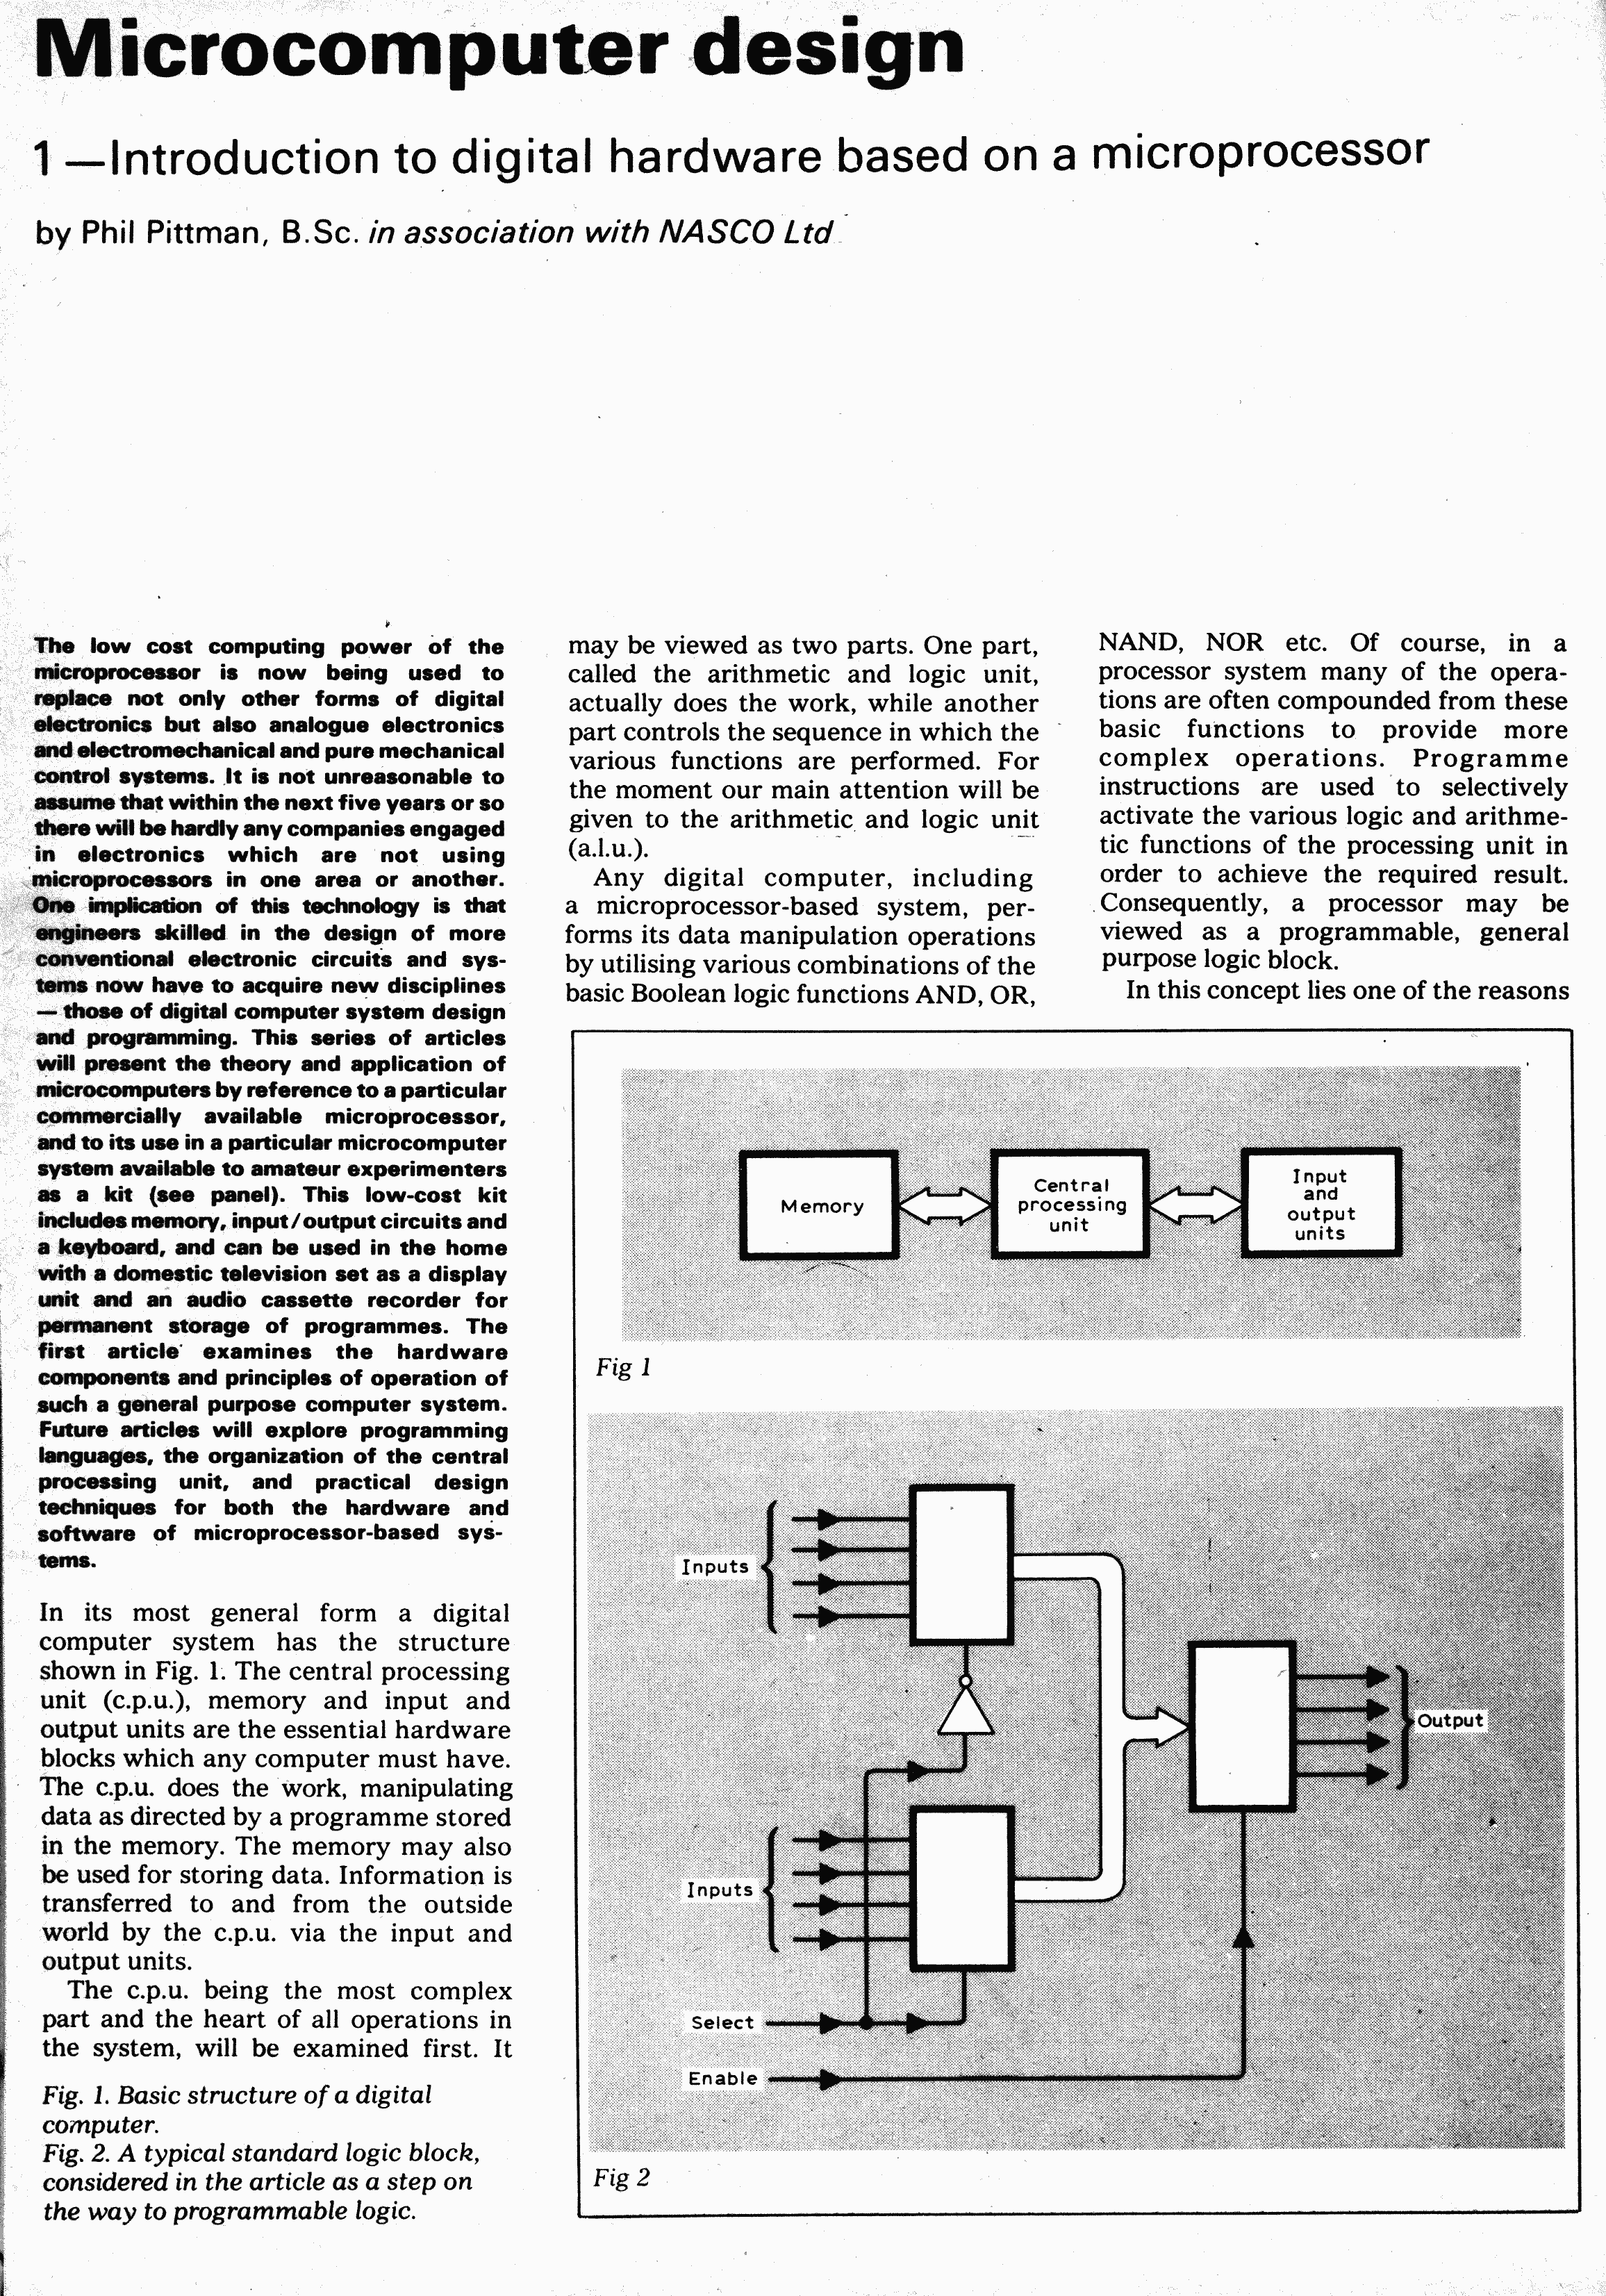 Microcomputer design
1—Introduction to digital hardware based on a microprocessor
by Phil Pittman, B.Sc. in association with NASCO Ltd
The low cost computing power of the
microprocessor is now being used to
replace not only other forms of digital
electronics but also analogue electronics
and electromechanical and pure mechanical
control systems. It is not unreasonable to
assume that within the next five years or so
there will be hardly any companies engaged
in electronics which are not using
microprocessors in one area or another.
One implication of this technology is that
engineers skilled in the design of more
conventional electronic circuits and sys-
tems now have to acquire new disciplines
— those of digital computer system design
and programming. This series of articles
will present the theory and application of
microcomputers by reference to a particular
commercially available microprocessor,
and to its use in a particular microcomputer
system available to amateur experimenters
as a kit (see panel). This low-cost kit
includes memory, input/output circuits and
a keyboard, and can be used in the home
with a domestic television set as a display
unit and an audio cassette recorder for
permanent storage of programmes. The
first article examines the hardware
components and principles of operation of
such a general purpose computer system.
Future articles will explore programming
languages, the organization of the central
processing unit, and practical design
techniques for both the hardware and
software of microprocessor-based sys-
tems.
In its most general form a digital
computer system has the structure
shown in Fig. 1. The central processing
unit (c.p.u.), memory and input and
output units are the essential hardware
blocks which any computer must have.
The c.p.u. does the work, manipulating
data as directed by a programme stored
in the memory. The memory may also
be used for storing data. Information is
transferred to and from the outside
world by the c.p.u. via the input and
output units.
The c.p.u. being the most complex
part and the heart of all operations in
the system, will be examined first. It
Fig. 1. Basic structure of a digital
computer.
Fig. 2. A typical standard logic block,
considered in the article as a step on
the way to programmable logic.
may be viewed as two parts. One part,
called the arithmetic and logic unit,
actually does the work, while another
part controls the sequence in which the
various functions are performed. For
the moment our main attention will be
given to the arithmetic and logic unit
(a.l.u.).
Any digital computer, including
a microprocessor-based system, per-
forms its data manipulation operations
by utilising various combinations of the
basic Boolean logic functions AND, OR,
NAND, NOR etc. Of course, in a
processor system many of the opera-
tions are often compounded from these
basic functions to provide more
complex operations. Programme
instructions are used to selectively
activate the various logic and arithme-
tic functions of the processing unit in
order to achieve the required result.
Consequently, a processor may be
viewed as a programmable, general
purpose logic block.
In this concept lies one of the reasons
Memory
Central
processing
unit
Input
and
output
units
Fig 1
Inputs
Output
Inputs
Select
Enable
Fig 2